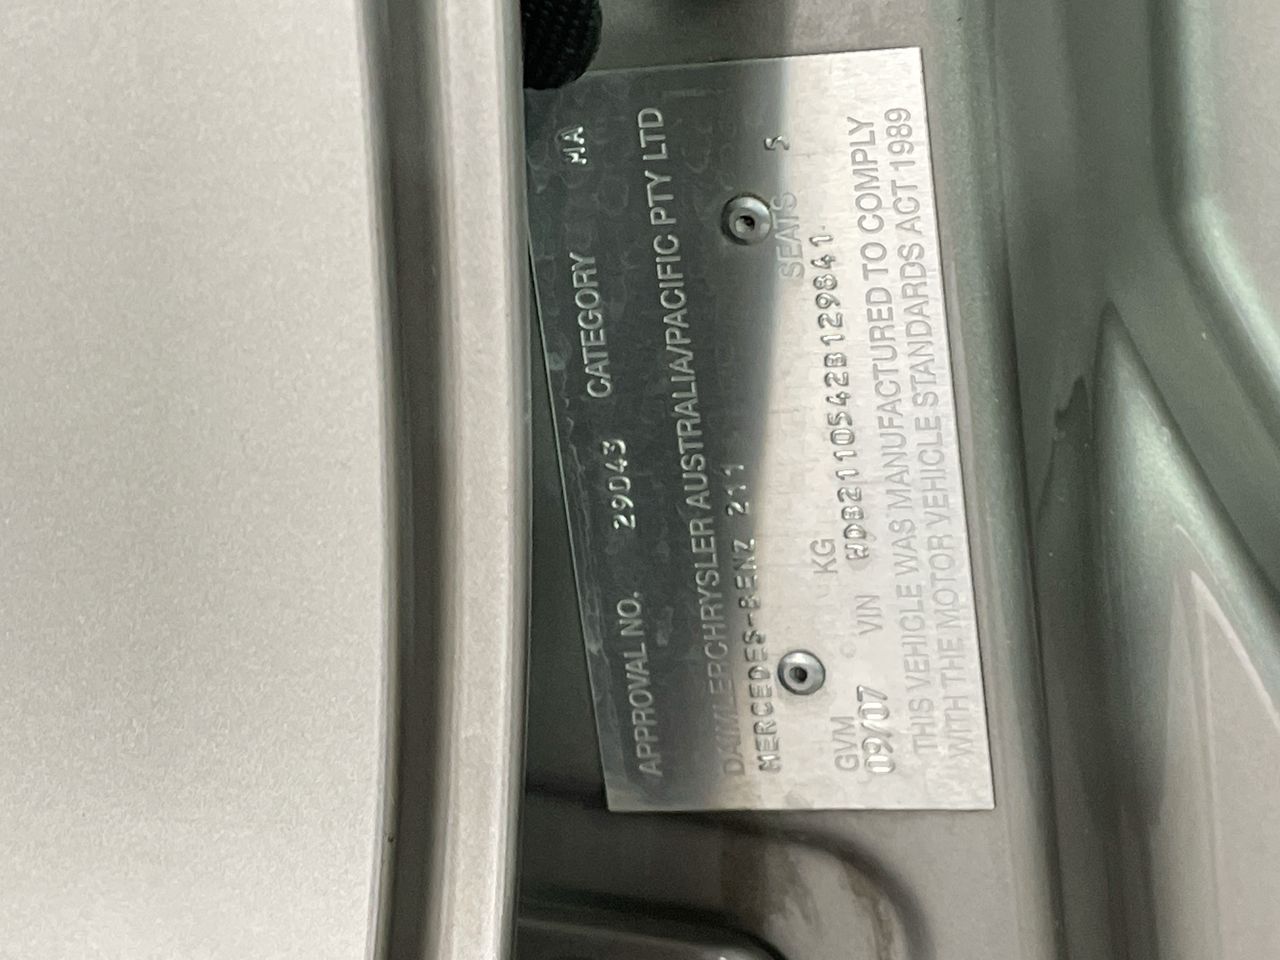 APPROVAL NO. 29043 CATEGORY MA
DAIMLERCHRYSLER AUSTRALIA/PACIFIC PTY LTD
MERCEDES-BENZ 211
SEATS 5
GVM KG
09/07 VIN WDB2110542B129841
THIS VEHICLE WAS MANUFACTURED TO COMPLY
WITH THE MOTOR VEHICLE STANDARDS ACT 1989